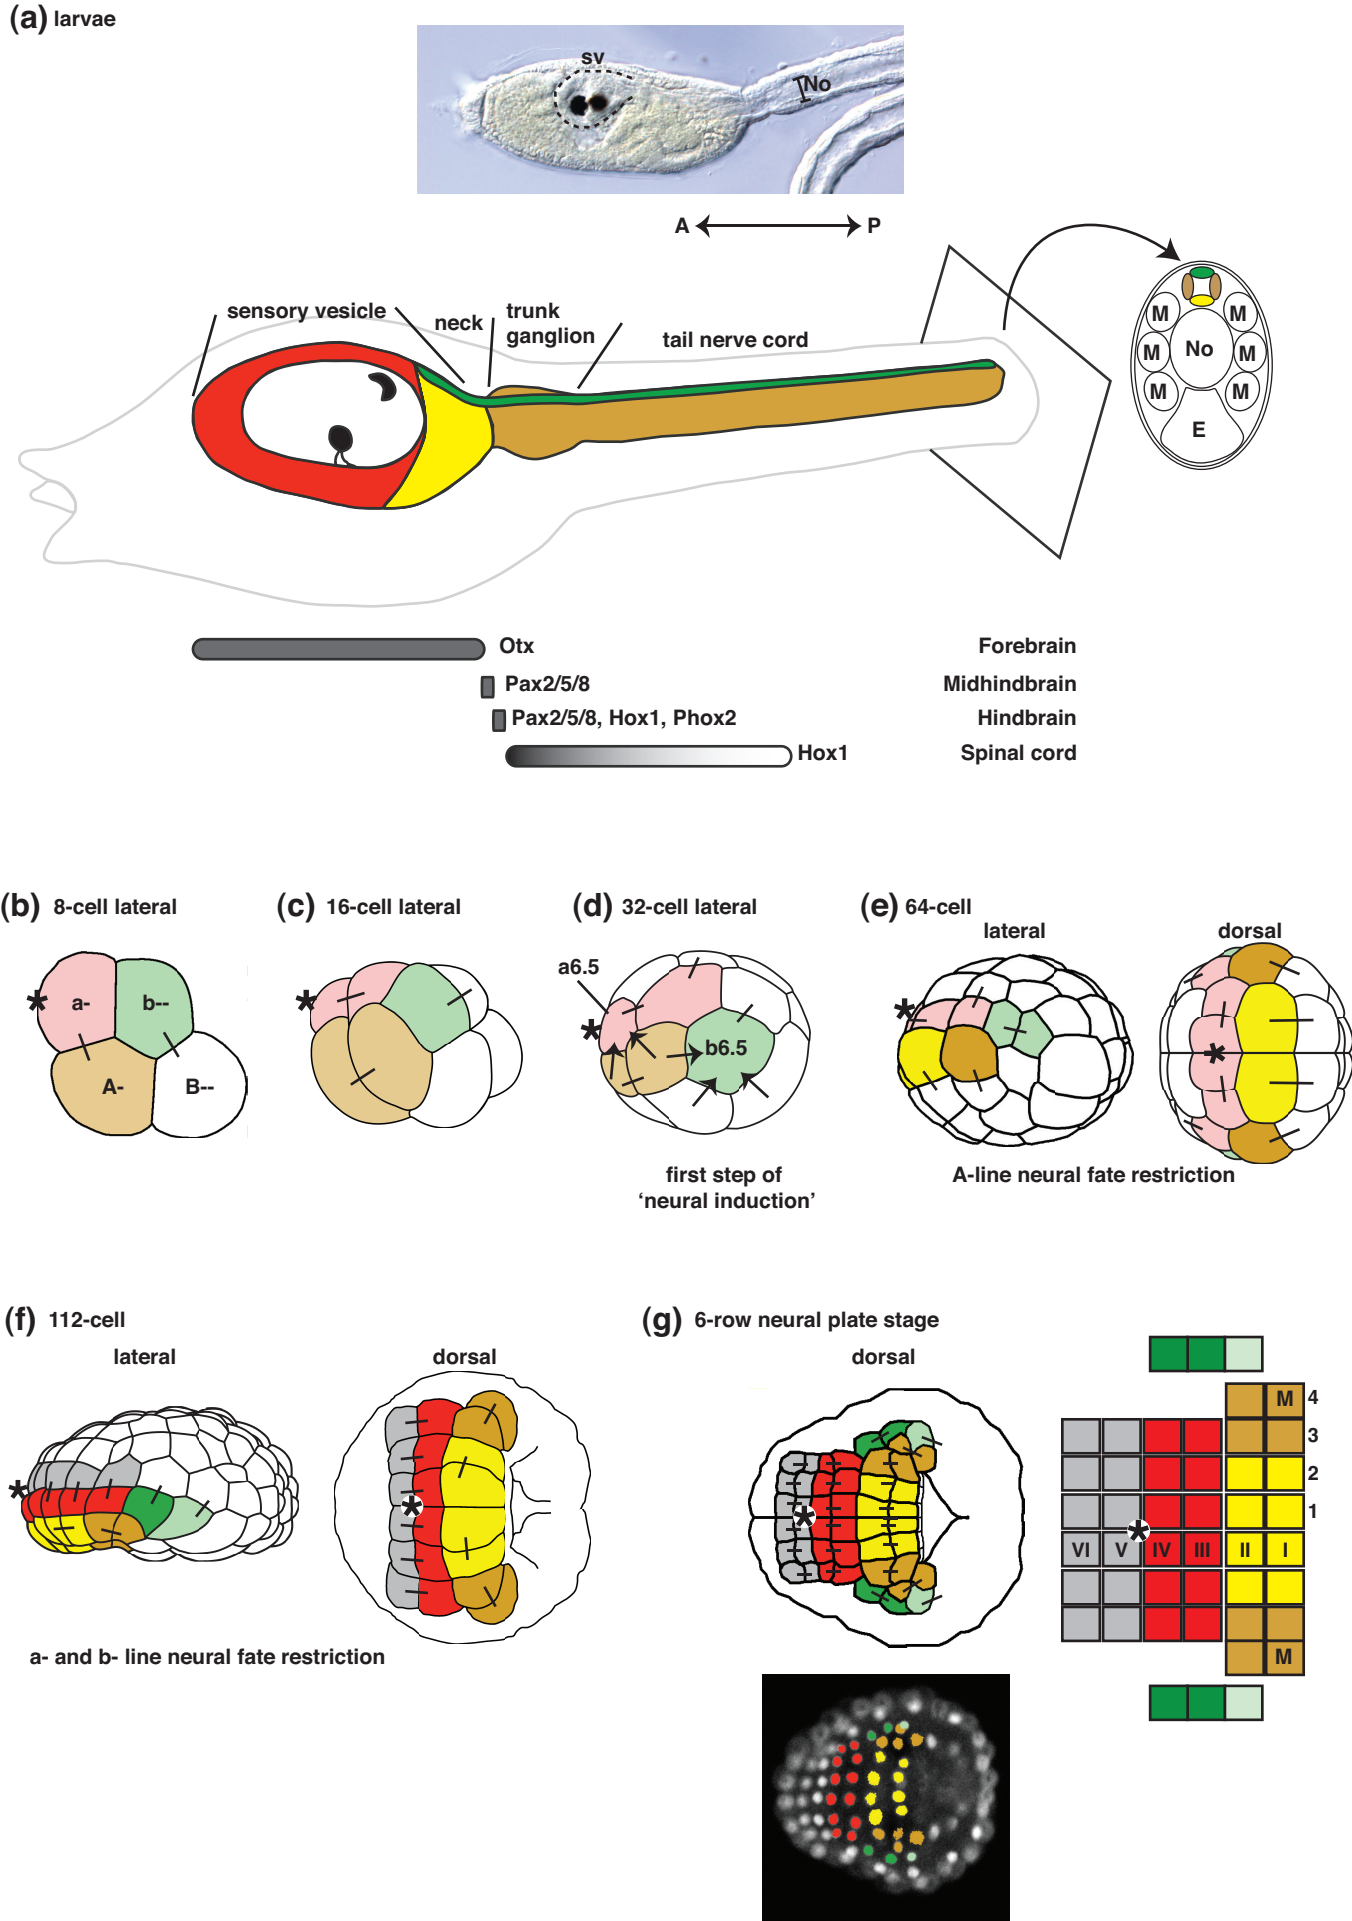 (a) larvae
sv
No
A P
sensory vesicle
neck
trunk
ganglion
tail nerve cord
M M
M No M
M M
E
Otx Forebrain
Pax2/5/8 Midhindbrain
Pax2/5/8, Hox1, Phox2 Hindbrain
Hox1 Spinal cord
(b) 8-cell lateral
* a- b--
A- B--
(c) 16-cell lateral
*
(d) 32-cell lateral
a6.5
*
b6.5
first step of
‘neural induction’
(e) 64-cell
lateral dorsal
* *
A-line neural fate restriction
(f) 112-cell
lateral dorsal
* *
a- and b- line neural fate restriction
(g) 6-row neural plate stage
dorsal
*
M 4
3
2
1
*
VI V IV III II I
M